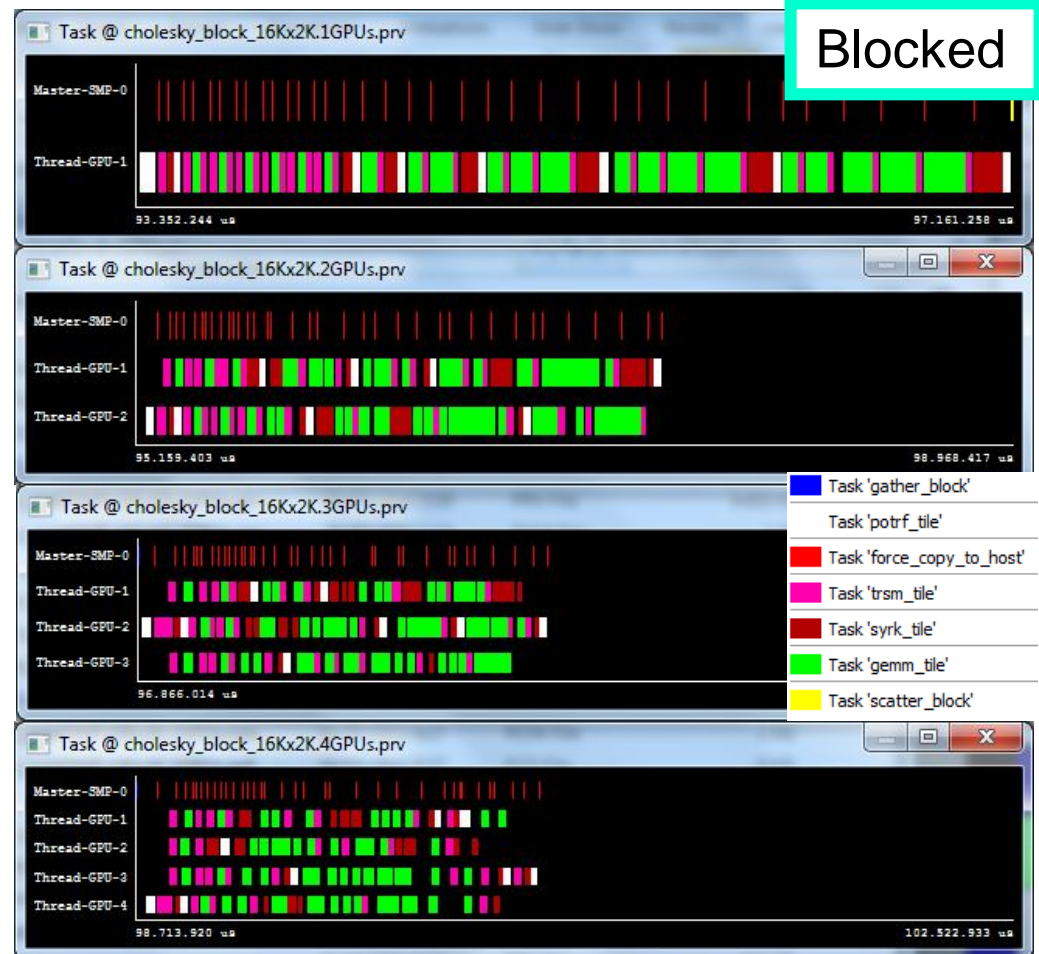 Task @ cholesky_block_16Kx2K.1GPUs.prv
Blocked
Master-SMP-0
Thread-GPU-1
93.352.244 us
97.161.258 us
Task @ cholesky_block_16Kx2K.2GPUs.prv
Master-SMP-0
Thread-GPU-1
Thread-GPU-2
95.159.403 us
98.968.417 us
Task @ cholesky_block_16Kx2K.3GPUs.prv
Master-SMP-0
Thread-GPU-1
Thread-GPU-2
Thread-GPU-3
96.866.014 us
Task 'gather_block'
Task 'potrf_tile'
Task 'force_copy_to_host'
Task 'trsm_tile'
Task 'syrk_tile'
Task 'gemm_tile'
Task 'scatter_block'
Task @ cholesky_block_16Kx2K.4GPUs.prv
Master-SMP-0
Thread-GPU-1
Thread-GPU-2
Thread-GPU-3
Thread-GPU-4
98.713.920 us
102.522.933 us